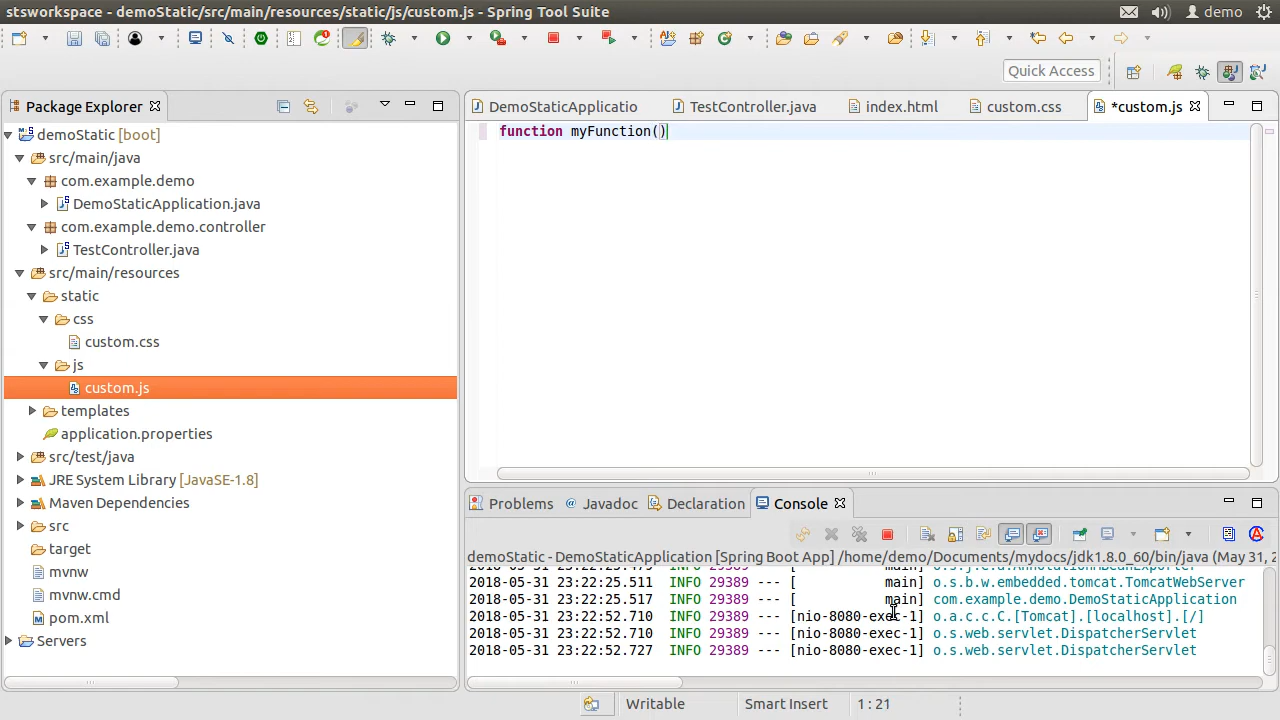 stsworkspace - demoStatic/src/main/resources/static/js/custom.js - Spring Tool Suite
demo
Quick Access
Package Explorer
demoStatic [boot]
src/main/java
com.example.demo
DemoStaticApplication.java
com.example.demo.controller
TestController.java
src/main/resources
static
css
custom.css
js
custom.js
templates
application.properties
src/test/java
JRE System Library [JavaSE-1.8]
Maven Dependencies
src
target
mvnw
mvnw.cmd
pom.xml
Servers
DemoStaticApplicatio
TestController.java
index.html
custom.css
*custom.js
function myFunction()
Problems
Javadoc
Declaration
Console
demoStatic - DemoStaticApplication [Spring Boot App] /home/demo/Documents/mydocs/jdk1.8.0_60/bin/java (May 31, 2
2018-05-31 23:22:25.511 INFO 29389 --- [ main] o.s.b.w.embedded.tomcat.TomcatWebServer
2018-05-31 23:22:25.517 INFO 29389 --- [ main] com.example.demo.DemoStaticApplication
2018-05-31 23:22:52.710 INFO 29389 --- [nio-8080-exec-1] o.a.c.c.C.[Tomcat].[localhost].[/]
2018-05-31 23:22:52.710 INFO 29389 --- [nio-8080-exec-1] o.s.web.servlet.DispatcherServlet
2018-05-31 23:22:52.727 INFO 29389 --- [nio-8080-exec-1] o.s.web.servlet.DispatcherServlet
Writable
Smart Insert
1 : 21